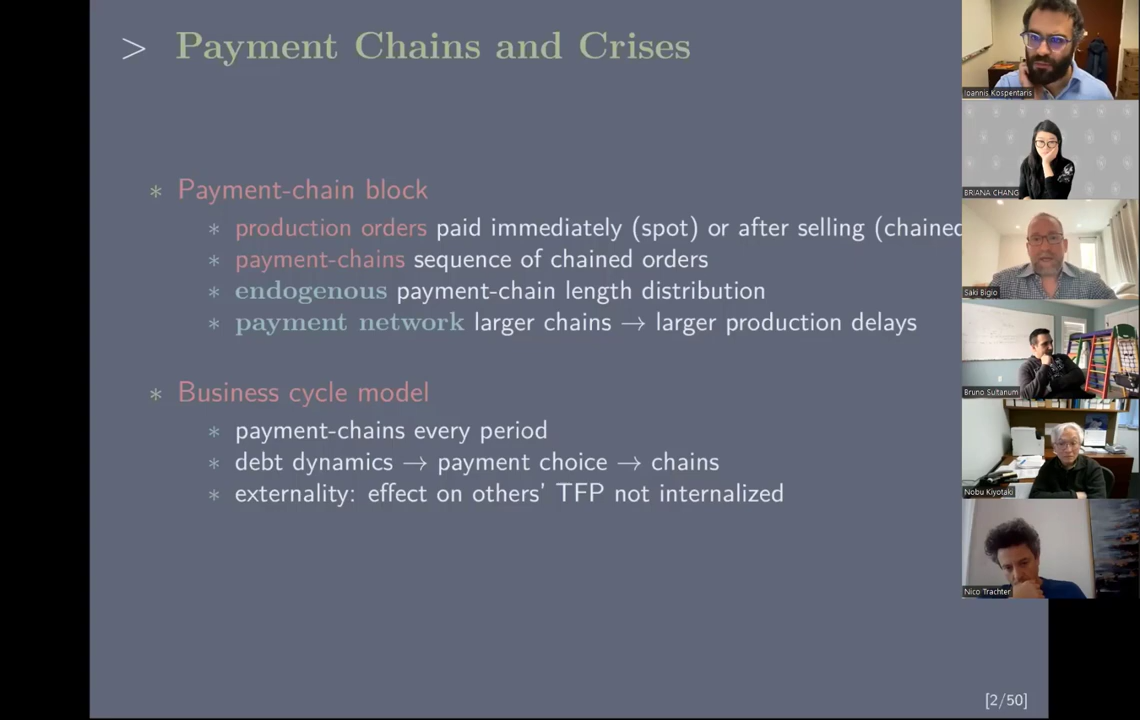 > Payment Chains and Crises
* Payment-chain block
* production orders paid immediately (spot) or after selling (chained
* payment-chains sequence of chained orders
* endogenous payment-chain length distribution
* payment network larger chains → larger production delays
* Business cycle model
* payment-chains every period
* debt dynamics → payment choice → chains
* externality: effect on others' TFP not internalized
[2/50]
Ioannis Kospentaris
BRIANA CHANG
Saki Bigio
Bruno Sultanum
Nobu Kiyotaki
Nico Trachter